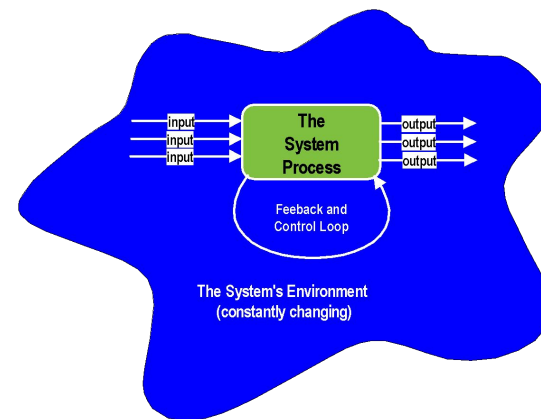 input
input
input
The
System
Process
output
output
output
Feeback and
Control Loop
The System's Environment
(constantly changing)